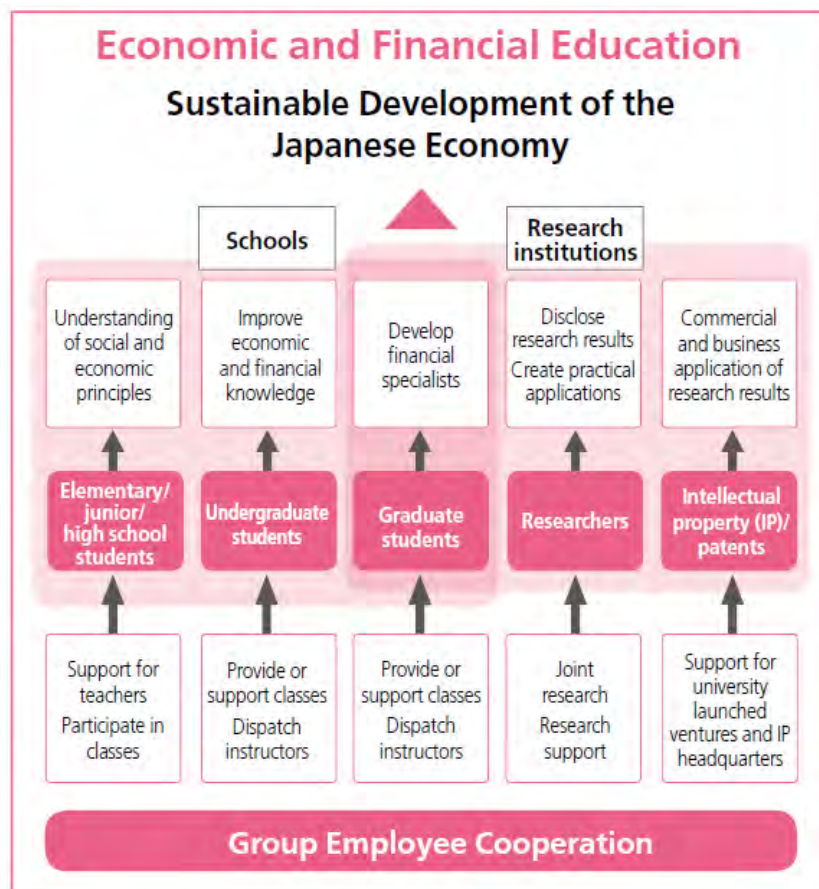 Economic and Financial Education
Sustainable Development of the
Japanese Economy
Schools
Research
institutions
Understanding
of social and
economic
principles
Improve
economic
and financial
knowledge
Develop
financial
specialists
Disclose
research results
Create practical
applications
Commercial
and business
application of
research results
Elementary/
junior/
high school
students
Undergraduate
students
Graduate
students
Researchers
Intellectual
property (IP)/
patents
Support for
teachers
Participate in
classes
Provide or
support classes
Dispatch
instructors
Provide or
support classes
Dispatch
instructors
Joint
research
Research
support
Support for
university
launched
ventures and IP
headquarters
Group Employee Cooperation